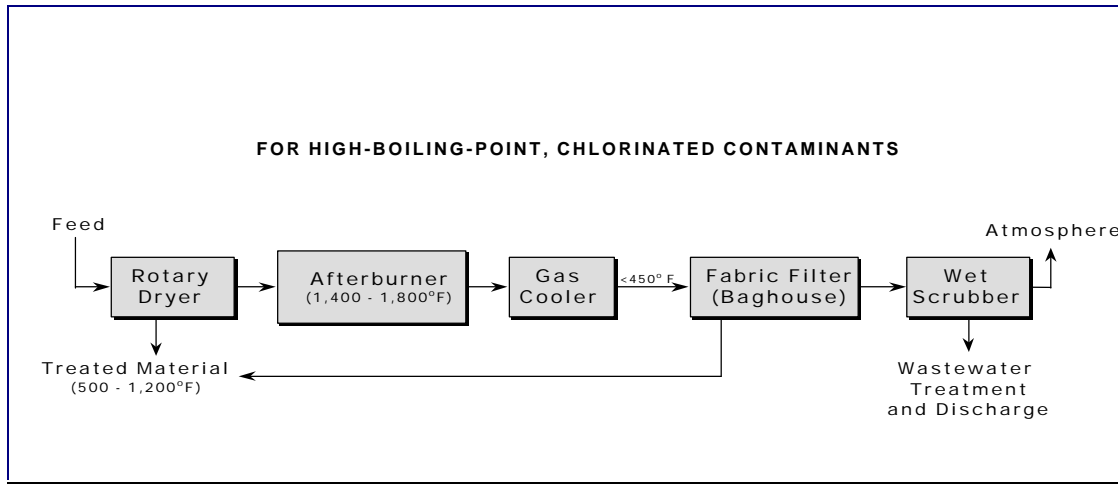 FOR HIGH-BOILING-POINT, CHLORINATED CONTAMINANTS
Feed
Atmosphere
Rotary
Dryer
Afterburner
(1,400 - 1,800°F)
Gas
Cooler
<450° F
Fabric Filter
(Baghouse)
Wet
Scrubber
Treated Material
(500 - 1,200°F)
Wastewater
Treatment
and Discharge